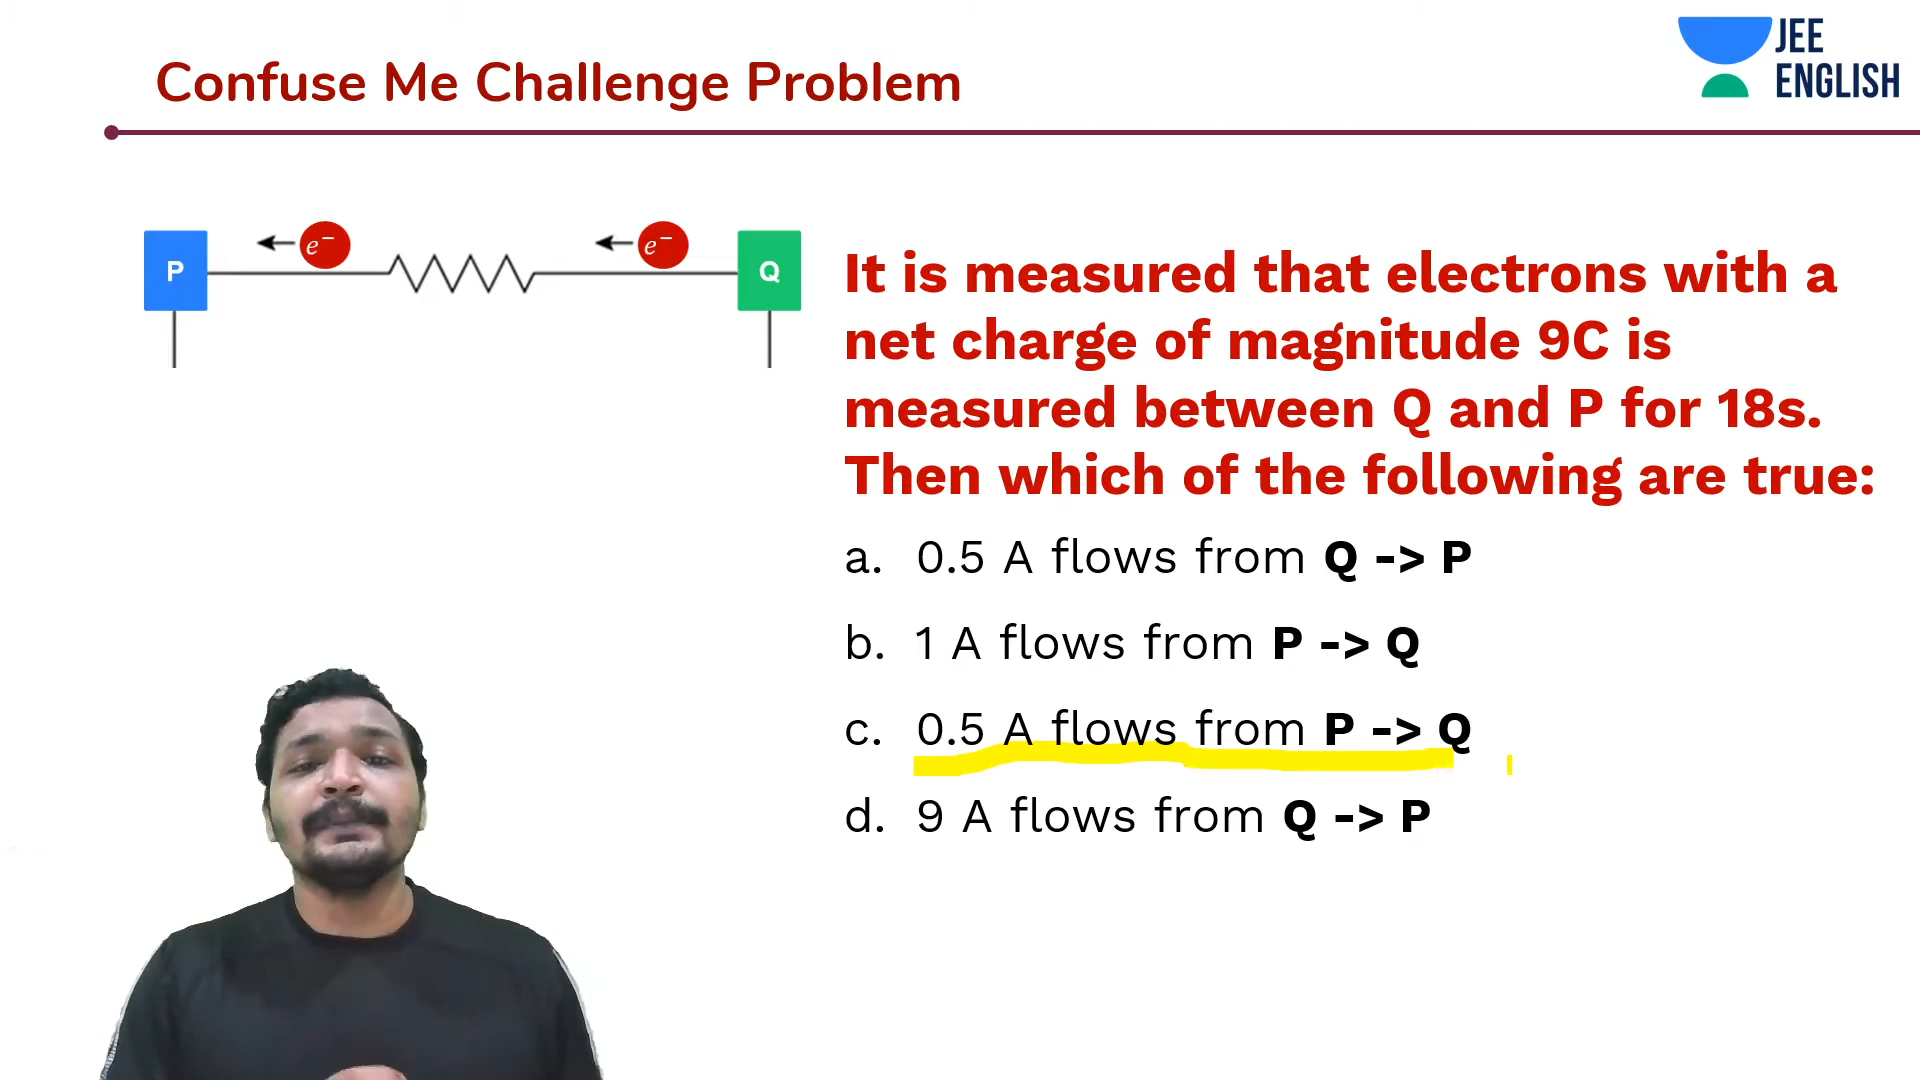 Confuse Me Challenge Problem
JEE
ENGLISH
P
e−
e−
Q
It is measured that electrons with a
net charge of magnitude 9C is
measured between Q and P for 18s.
Then which of the following are true:
a. 0.5 A flows from Q -> P
b. 1 A flows from P -> Q
c. 0.5 A flows from P -> Q
d. 9 A flows from Q -> P